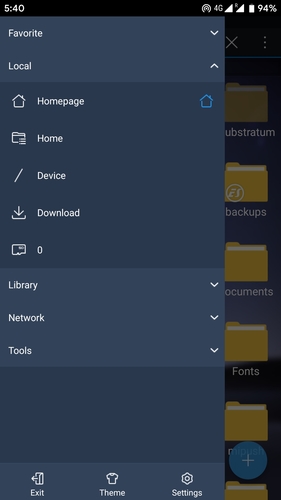 5:40
4G
94%
Favorite
Local
Homepage
Home
Device
Download
0
Library
Network
Tools
Exit
Theme
Settings
ubstratum
backups
ocuments
Fonts